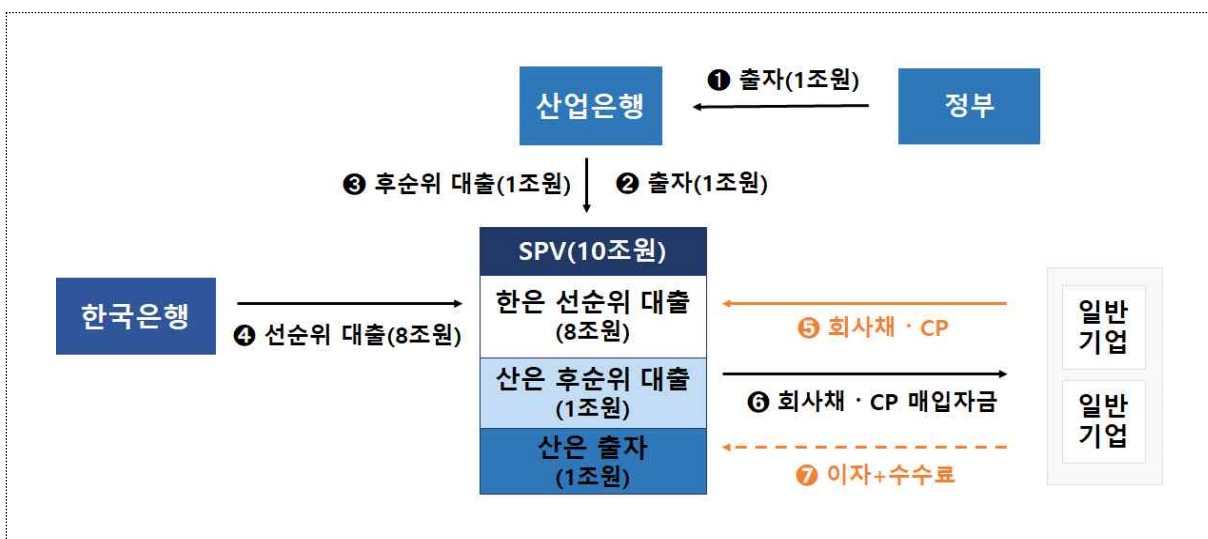 ❶ 출자(1조원)
산업은행
정부
❸ 후순위 대출(1조원)
❷ 출자(1조원)
SPV(10조원)
한국은행
❹ 선순위 대출(8조원)
한은 선순위 대출
(8조원)
산은 후순위 대출
(1조원)
산은 출자
(1조원)
❺ 회사채 · CP
❻ 회사채 · CP 매입자금
❼ 이자+수수료
일반
기업
일반
기업